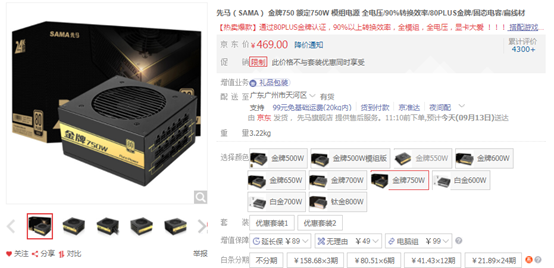 SAMA 先马
金牌 750W
先马（SAMA）金牌750 额定750W 模组电源 全电压/90%转换效率/80PLUS金牌/固态电容/扁线材
【热卖爆款】通过80PLUS金牌认证，90%以上转换效率，全模组，全电压，显卡大爱！！！搭配游戏...
京 东 价 ￥469.00 降价通知
累计评价
4300+
促 销 限制 此价格不与套装优惠同时享受
增值业务 礼品包装
配 送 至 广东广州市天河区 有货
支持 99元免基础运费(20kg内) 货到付款 京准达 夜间配
由 京东 发货，先马旗舰店 提供售后服务。11:10前下单,预计今天(09月13日)送达
重 量 3.22kg
选择颜色 金牌500W 金牌500W模组版 金牌550W 金牌600W
金牌650W 金牌700W 金牌750W 白金600W
白金700W 钛金800W
套 装 优惠套装1 优惠套装2
增值保障 延长保 ￥89 无理由 ￥49 电脑组 ￥99
关注 分享 对比 举报
白条分期 不分期 ￥158.68×3期 ￥80.51×6期 ￥41.43×12期 ￥21.89×24期